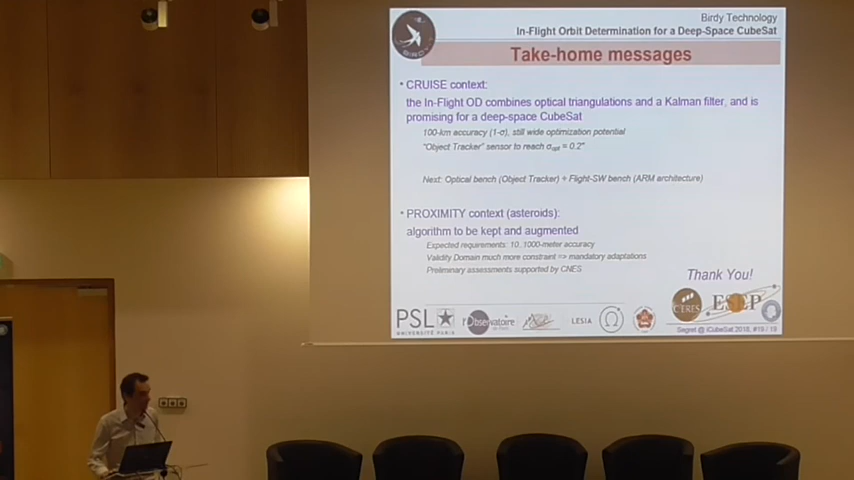 Birdy Technology
In-Flight Orbit Determination for a Deep-Space CubeSat
BIRDY
Take-home messages
• CRUISE context:
the In-Flight OD combines optical triangulations and a Kalman filter, and is
promising for a deep-space CubeSat
100-km accuracy (1-σ), still wide optimization potential
"Object Tracker" sensor to reach σopt = 0.2"
Next: Optical bench (Object Tracker) + Flight-SW bench (ARM architecture)
• PROXIMITY context (asteroids):
algorithm to be kept and augmented
Expected requirements: 10..1000-meter accuracy
Validity Domain much more constraint => mandatory adaptations
Preliminary assessments supported by CNES
Thank You!
PSL
UNIVERSITÉ PARIS
l'Observatoire
LESIA
CERES
ESEP
Segret @ iCubeSat 2018, #19 / 19